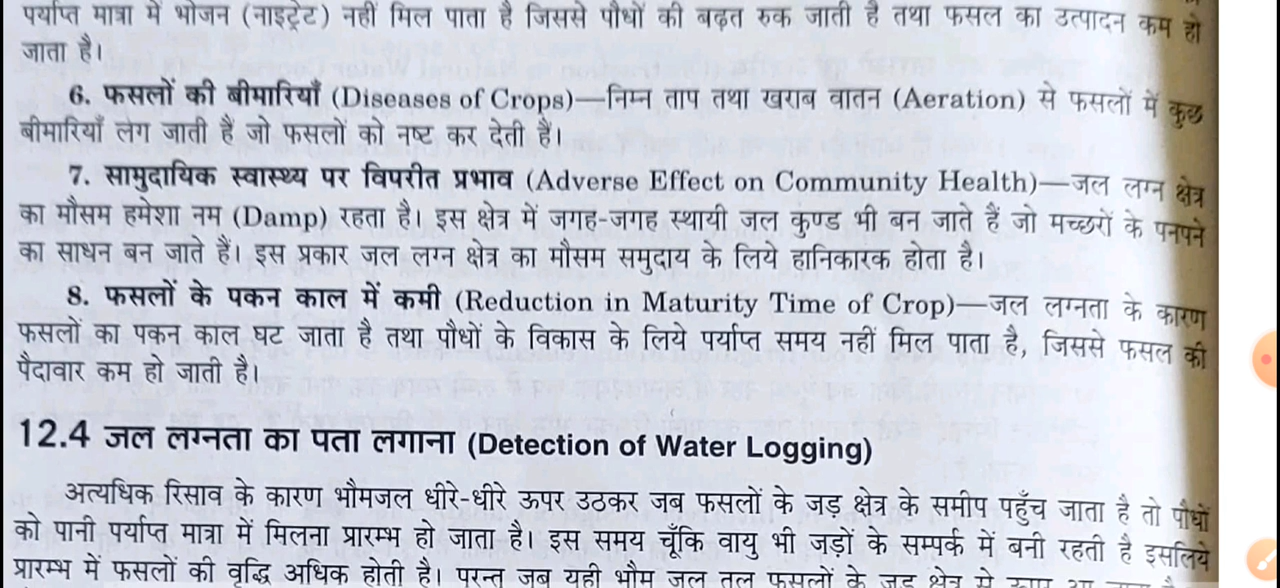 पर्याप्त मात्रा में भोजन (नाइट्रेट) नहीं मिल पाता है जिससे पौधों की बढ़त रुक जाती है तथा फसल का उत्पादन कम हो
जाता है।
6. फसलों की बीमारियाँ (Diseases of Crops)—निम्न ताप तथा खराब वातन (Aeration) से फसलों में कुछ
बीमारियाँ लग जाती हैं जो फसलों को नष्ट कर देती हैं।
7. सामुदायिक स्वास्थ्य पर विपरीत प्रभाव (Adverse Effect on Community Health)—जल लग्न क्षेत्र
का मौसम हमेशा नम (Damp) रहता है। इस क्षेत्र में जगह-जगह स्थायी जल कुण्ड भी बन जाते हैं जो मच्छरों के पनपने
का साधन बन जाते हैं। इस प्रकार जल लग्न क्षेत्र का मौसम समुदाय के लिये हानिकारक होता है।
8. फसलों के पकन काल में कमी (Reduction in Maturity Time of Crop)—जल लग्नता के कारण
फसलों का पकन काल घट जाता है तथा पौधों के विकास के लिये पर्याप्त समय नहीं मिल पाता है, जिससे फसल की
पैदावार कम हो जाती है।
12.4 जल लग्नता का पता लगाना (Detection of Water Logging)
अत्यधिक रिसाव के कारण भौमजल धीरे-धीरे ऊपर उठकर जब फसलों के जड़ क्षेत्र के समीप पहुँच जाता है तो पौधों
को पानी पर्याप्त मात्रा में मिलना प्रारम्भ हो जाता है। इस समय चूंकि वायु भी जड़ों के सम्पर्क में बनी रहती है इसलिये
प्रारम्भ में फसलों की वृद्धि अधिक होती है। परन्तु जब यही भौम जल तल फसलों के जड़ क्षेत्र से